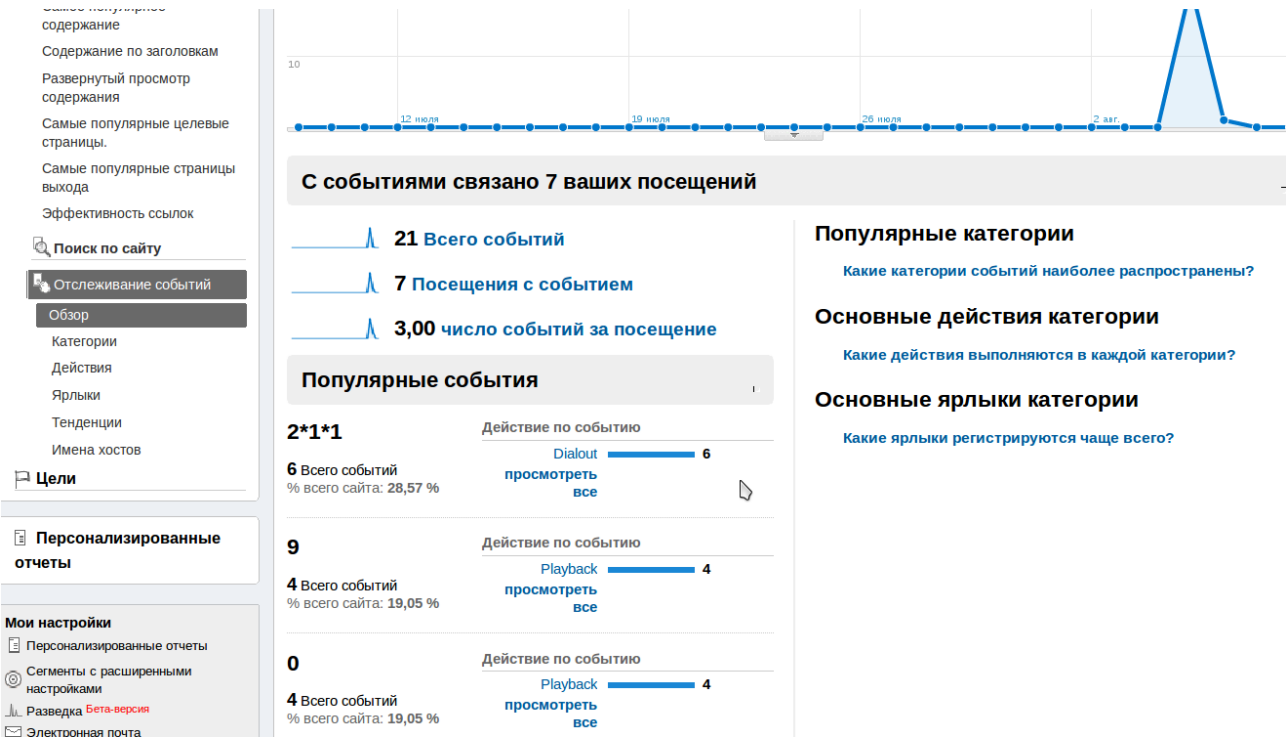 Самое популярное
содержание
Содержание по заголовкам
Развернутый просмотр
содержания
Самые популярные целевые
страницы.
Самые популярные страницы
выхода
Эффективность ссылок
Поиск по сайту
Отслеживание событий
Обзор
Категории
Действия
Ярлыки
Тенденции
Имена хостов
Цели
Персонализированные
отчеты
Мои настройки
Персонализированные отчеты
Сегменты с расширенными
настройками
Разведка Бета-версия
Электронная почта
10
12 июля
19 июля
26 июля
2 авг.
С событиями связано 7 ваших посещений
21 Всего событий
7 Посещения с событием
3,00 число событий за посещение
Популярные события
2*1*1
Действие по событию
6 Всего событий
% всего сайта: 28,57 %
Dialout 6
просмотреть
все
9
Действие по событию
4 Всего событий
% всего сайта: 19,05 %
Playback 4
просмотреть
все
0
Действие по событию
4 Всего событий
% всего сайта: 19,05 %
Playback 4
просмотреть
все
Популярные категории
Какие категории событий наиболее распространены?
Основные действия категории
Какие действия выполняются в каждой категории?
Основные ярлыки категории
Какие ярлыки регистрируются чаще всего?